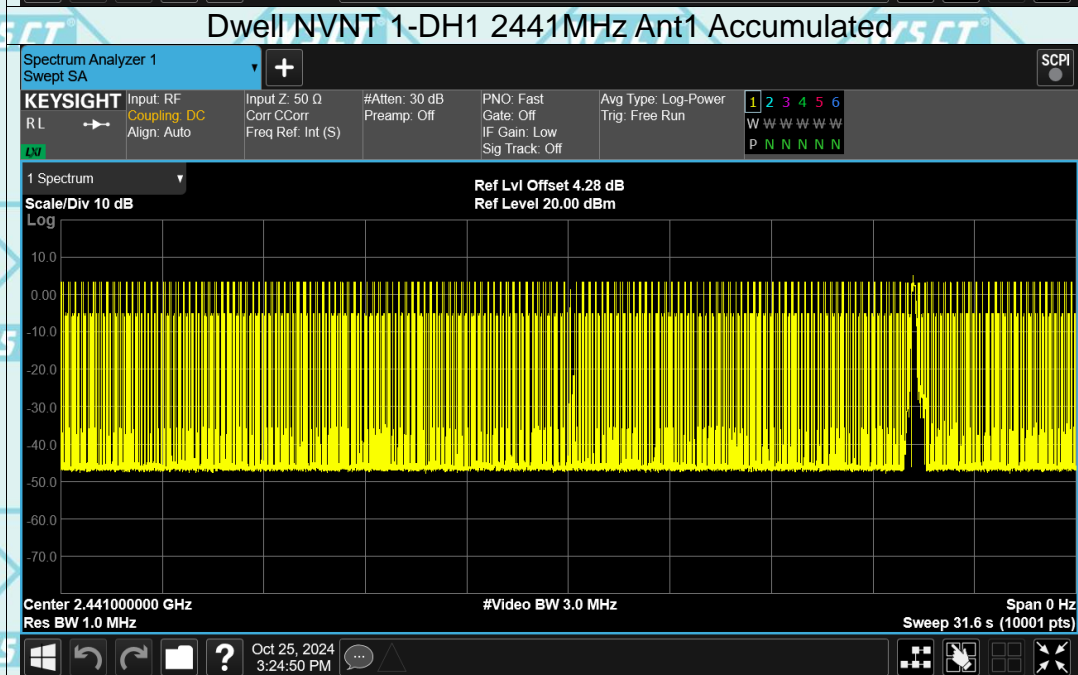 Dwell NVNT 1-DH1 2441MHz Ant1 Accumulated
Spectrum Analyzer 1
Swept SA
+
SCPI
KEYSIGHT Input: RF Input Z: 50 Ω #Atten: 30 dB PNO: Fast Avg Type: Log-Power 1 2 3 4 5 6
R L Coupling: DC Corr CCorr Preamp: Off Gate: Off Trig: Free Run W W W W W W
Align: Auto Freq Ref: Int (S) IF Gain: Low P N N N N N
LXI Sig Track: Off
1 Spectrum
Ref Lvl Offset 4.28 dB
Scale/Div 10 dB Ref Level 20.00 dBm
Log
10.0
0.00
-10.0
-20.0
-30.0
-40.0
-50.0
-60.0
-70.0
Center 2.441000000 GHz #Video BW 3.0 MHz Span 0 Hz
Res BW 1.0 MHz Sweep 31.6 s (10001 pts)
? Oct 25, 2024
3:24:50 PM